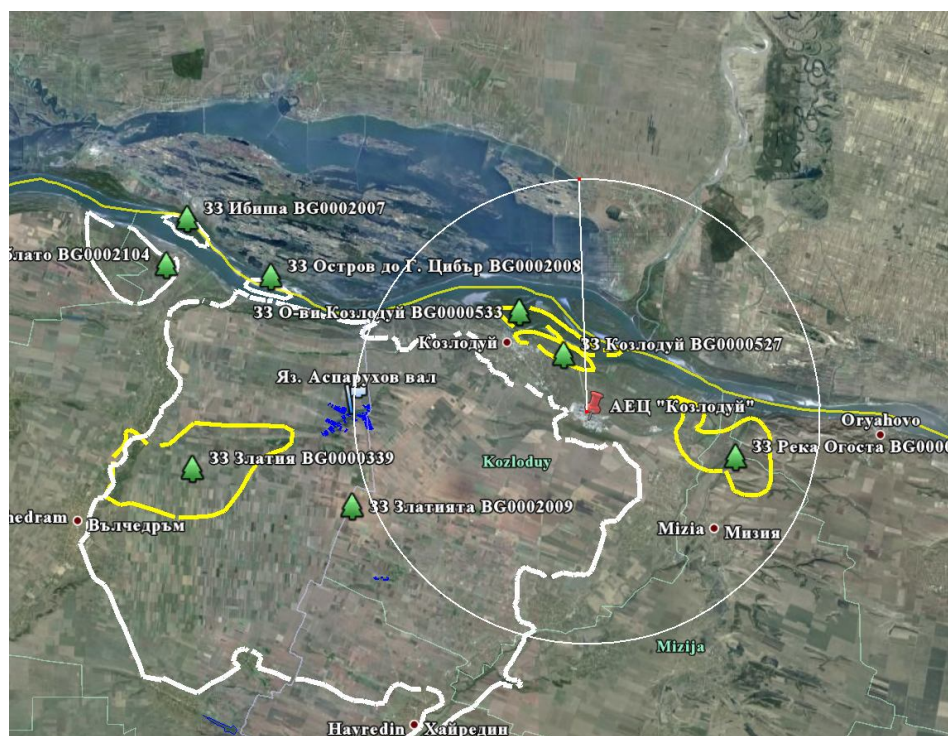 ЗЗ Ибиша BG0002007
блато BG0002104
ЗЗ Остров до Г. Цибър BG0002008
ЗЗ О-ви Козлодуй BG0000533
Козлодуй
ЗЗ Козлодуй BG0000527
Яз. Аспарухов вал
АЕЦ "Козлодуй"
Oryahovo
ЗЗ Река Огоста BG0000
ЗЗ Златия BG0000339
Kozloduy
ЗЗ Златията BG0002009
hedram
Вълчедръм
Mizia
Мизия
Mizija
Hayredin
Хайредин